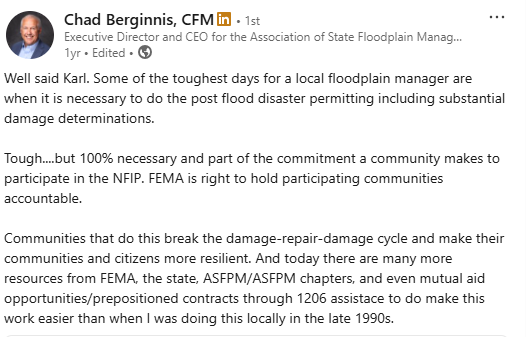 Chad Berginnis, CFM in • 1st
Executive Director and CEO for the Association of State Floodplain Manag...
1yr • Edited •
Well said Karl. Some of the toughest days for a local floodplain manager are
when it is necessary to do the post flood disaster permitting including substantial
damage determinations.
Tough....but 100% necessary and part of the commitment a community makes to
participate in the NFIP. FEMA is right to hold participating communities
accountable.
Communities that do this break the damage-repair-damage cycle and make their
communities and citizens more resilient. And today there are many more
resources from FEMA, the state, ASFPM/ASFPM chapters, and even mutual aid
opportunities/prepositioned contracts through 1206 assistace to do make this
work easier than when I was doing this locally in the late 1990s.